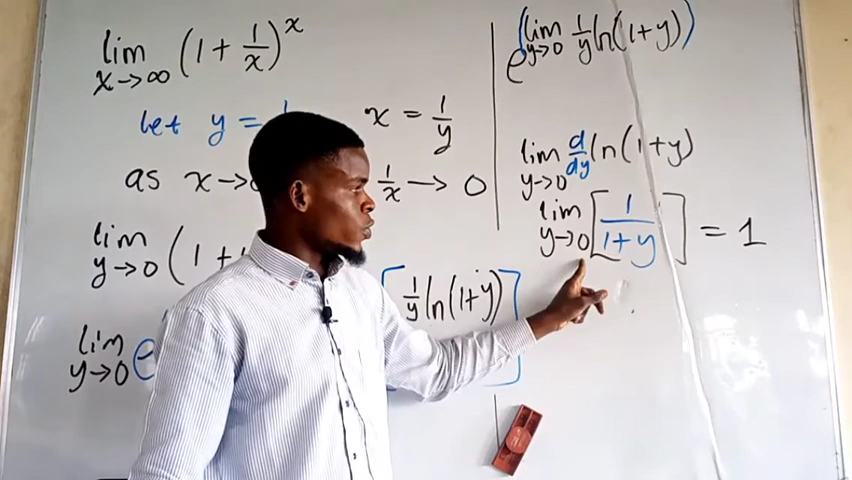 lim x→∞ (1 + 1/x)^x
let y = 1 x = 1/y
as x→ 1/x → 0
lim y→0 (1 +
lim y→0 e [1/y ln(1+y)]
e^(lim y→0 1/y ln(1+y))
lim y→0 d/dy ln(1+y)
lim y→0 [1/1+y] = 1